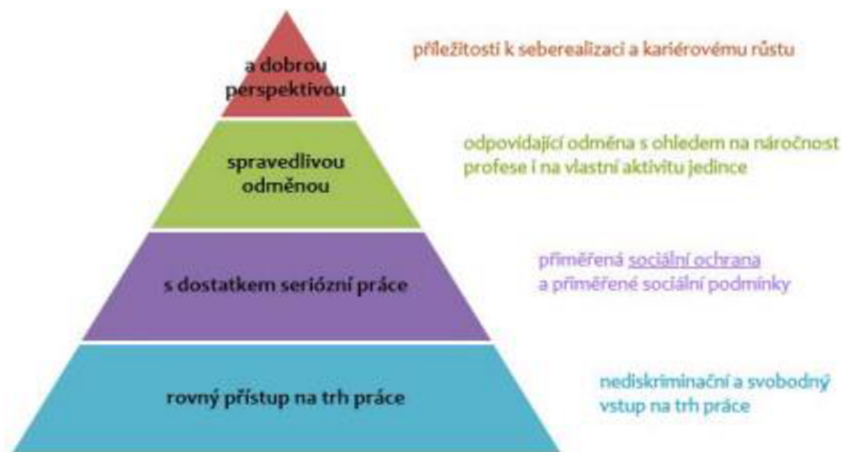 příležitosti k seberealizaci a kariérovému růstu
a dobrou
perspektivou
odpovídající odměna s ohledem na náročnost
profese i na vlastní aktivitu jedince
spravedlivou
odměnou
přiměřená sociální ochrana
a přiměřené sociální podmínky
s dostatkem seriózní práce
nediskriminační a svobodný
vstup na trh práce
rovný přístup na trh práce